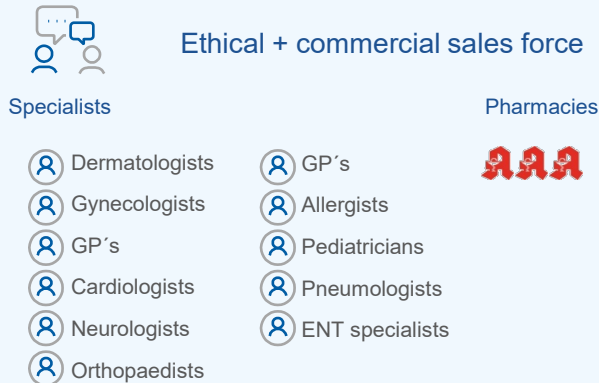 Ethical + commercial sales force
Specialists
Pharmacies
Dermatologists
Gynecologists
GP´s
Cardiologists
Neurologists
Orthopaedists
GP´s
Allergists
Pediatricians
Pneumologists
ENT specialists